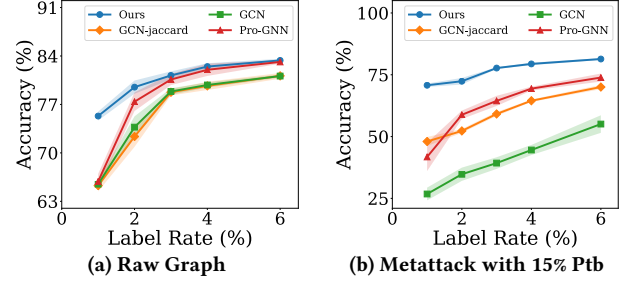 91
84
77
70
63
Accuracy (%)
Ours
GCN-jaccard
GCN
Pro-GNN
0
2
4
6
Label Rate (%)
(a) Raw Graph
100
75
50
25
Accuracy (%)
Ours
GCN-jaccard
GCN
Pro-GNN
0
2
4
6
Label Rate (%)
(b) Metattack with 15% Ptb